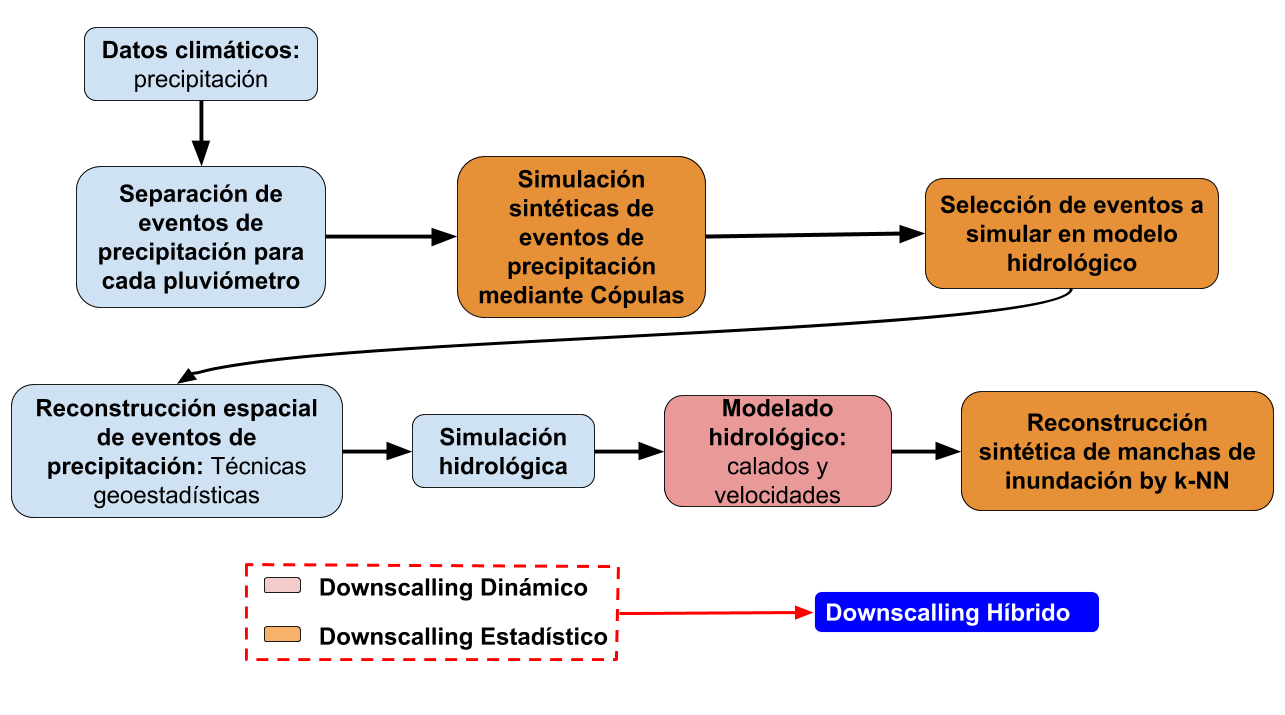 Datos climáticos:
precipitación
Separación de
eventos de
precipitación para
cada pluviómetro
Simulación
sintéticas de
eventos de
precipitación
mediante Cópulas
Selección de eventos a
simular en modelo
hidrológico
Reconstrucción espacial
de eventos de
precipitación: Técnicas
geoestadísticas
Simulación
hidrológica
Modelado
hidrológico:
calados y
velocidades
Reconstrucción
sintética de manchas de
inundación by k-NN
Downscalling Dinámico
Downscalling Estadístico
Downscalling Híbrido